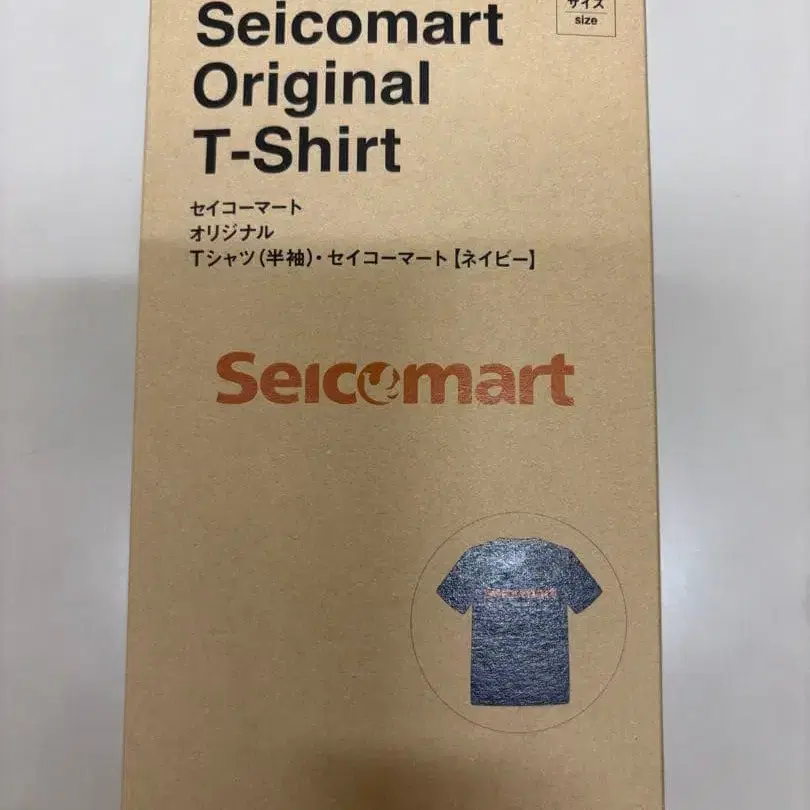 Seicomart
Original
T-Shirt
サイズ
size
セイコーマート
オリジナル
Tシャツ(半袖)・セイコーマート【ネイビー】
Seicomart
Seicomart